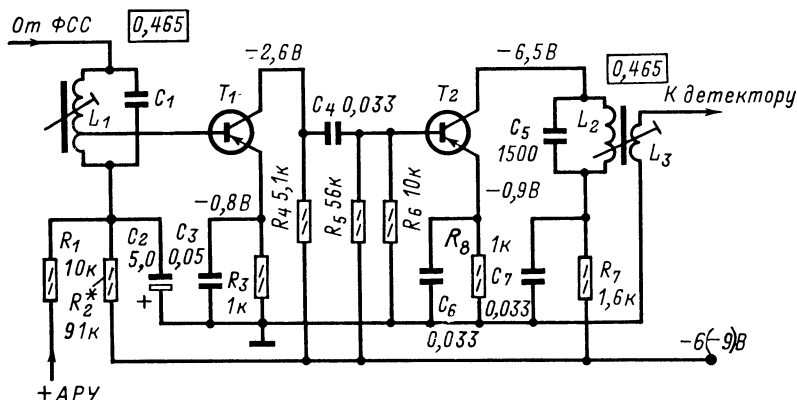 От ФСС
0,465
−2,6В
−6,5В
0,465
К детектору
L1
C1
T1
C4 0,033
T2
C5
1500
L2
L3
−0,8В
−0,9В
R4 5,1к
R5 56к
R6 10к
R1
10к
R2*
91к
C2
5,0
+
C3
0,05
R3
1к
R8
1к
C6
0,033
C7
0,033
R7
1,6к
−6(−9)В
+АРУ